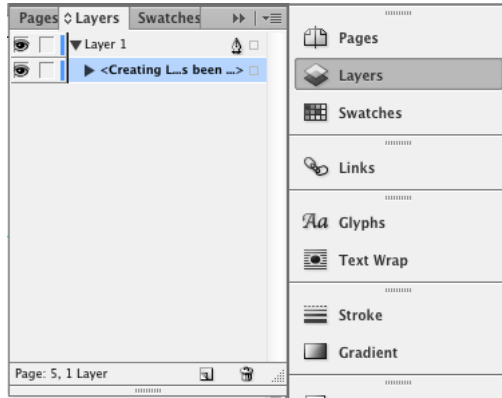 Pages Layers Swatches
Layer 1
<Creating L...s been ...>
Page: 5, 1 Layer
Pages
Layers
Swatches
Links
Glyphs
Text Wrap
Stroke
Gradient